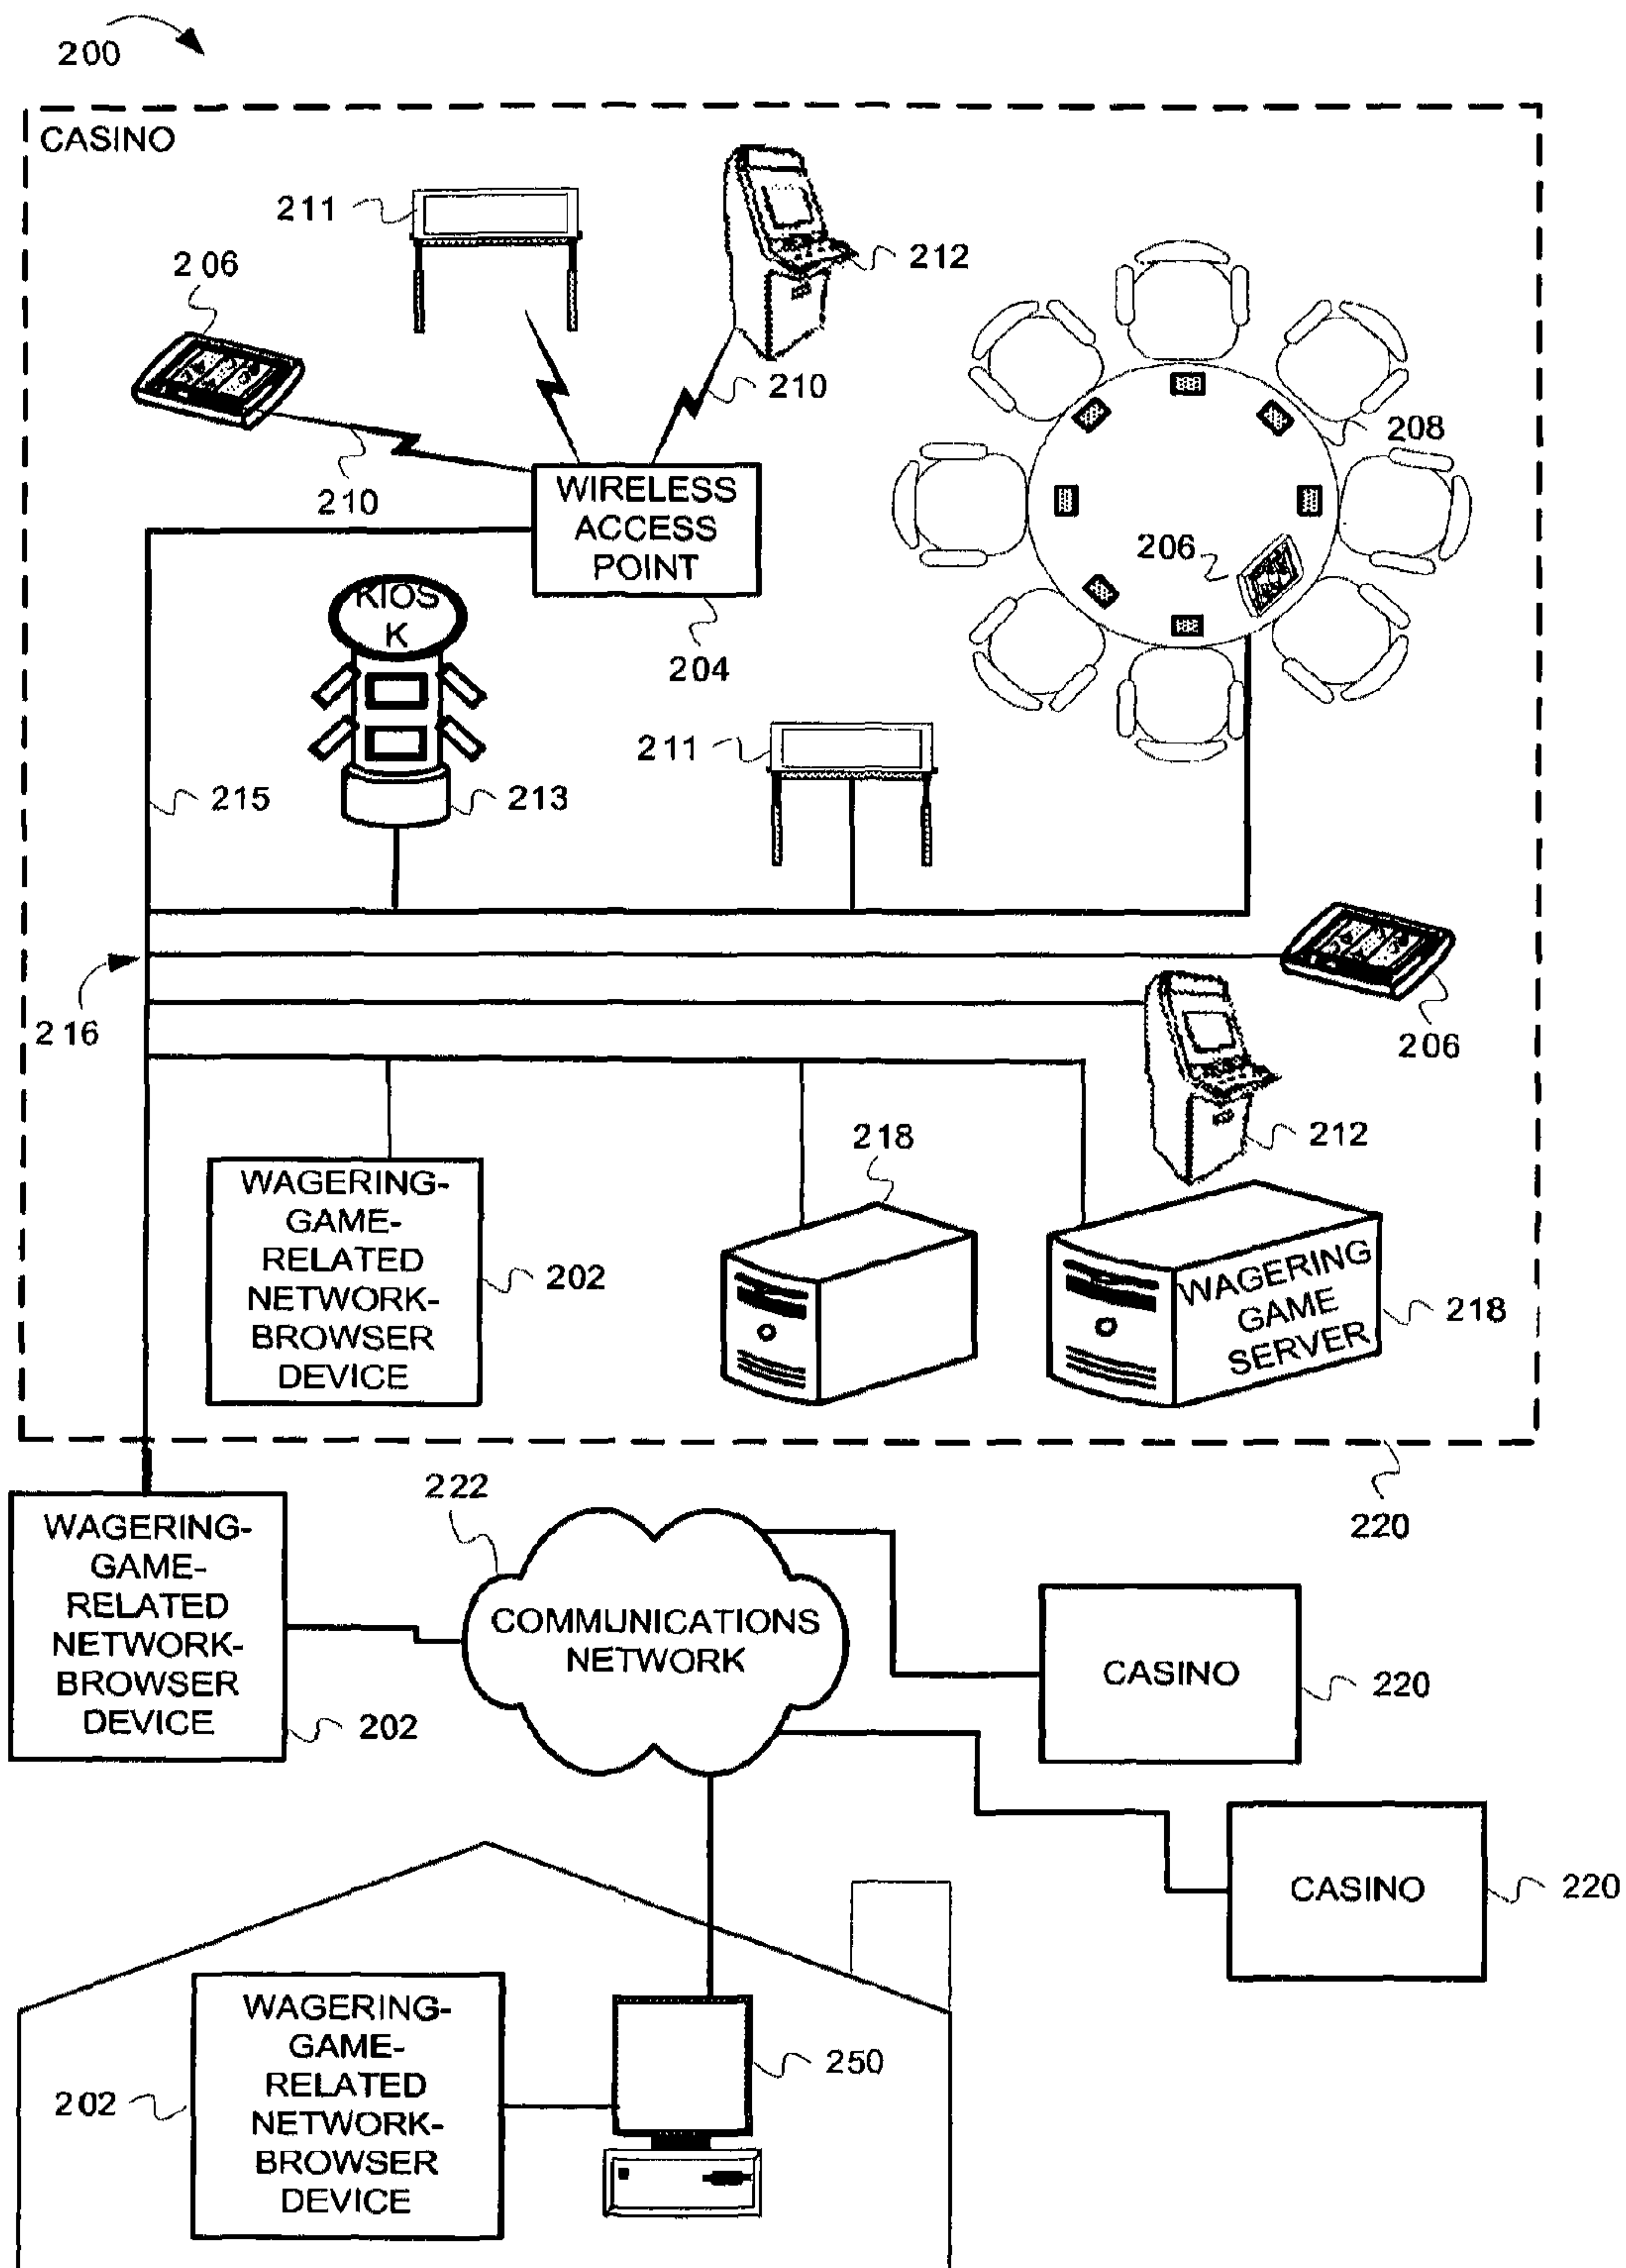 200
CASINO
211
212
206
210
208
210
WIRELESS
ACCESS
POINT
206
KIOS
K
204
211
215
213
216
206
212
218
WAGERING-
GAME-
RELATED
NETWORK-
BROWSER
DEVICE
202
WAGERING
GAME
SERVER
218
222
220
WAGERING-
GAME-
RELATED
NETWORK-
BROWSER
DEVICE
202
COMMUNICATIONS
NETWORK
CASINO
220
CASINO
220
WAGERING-
GAME-
RELATED
NETWORK-
BROWSER
DEVICE
202
250